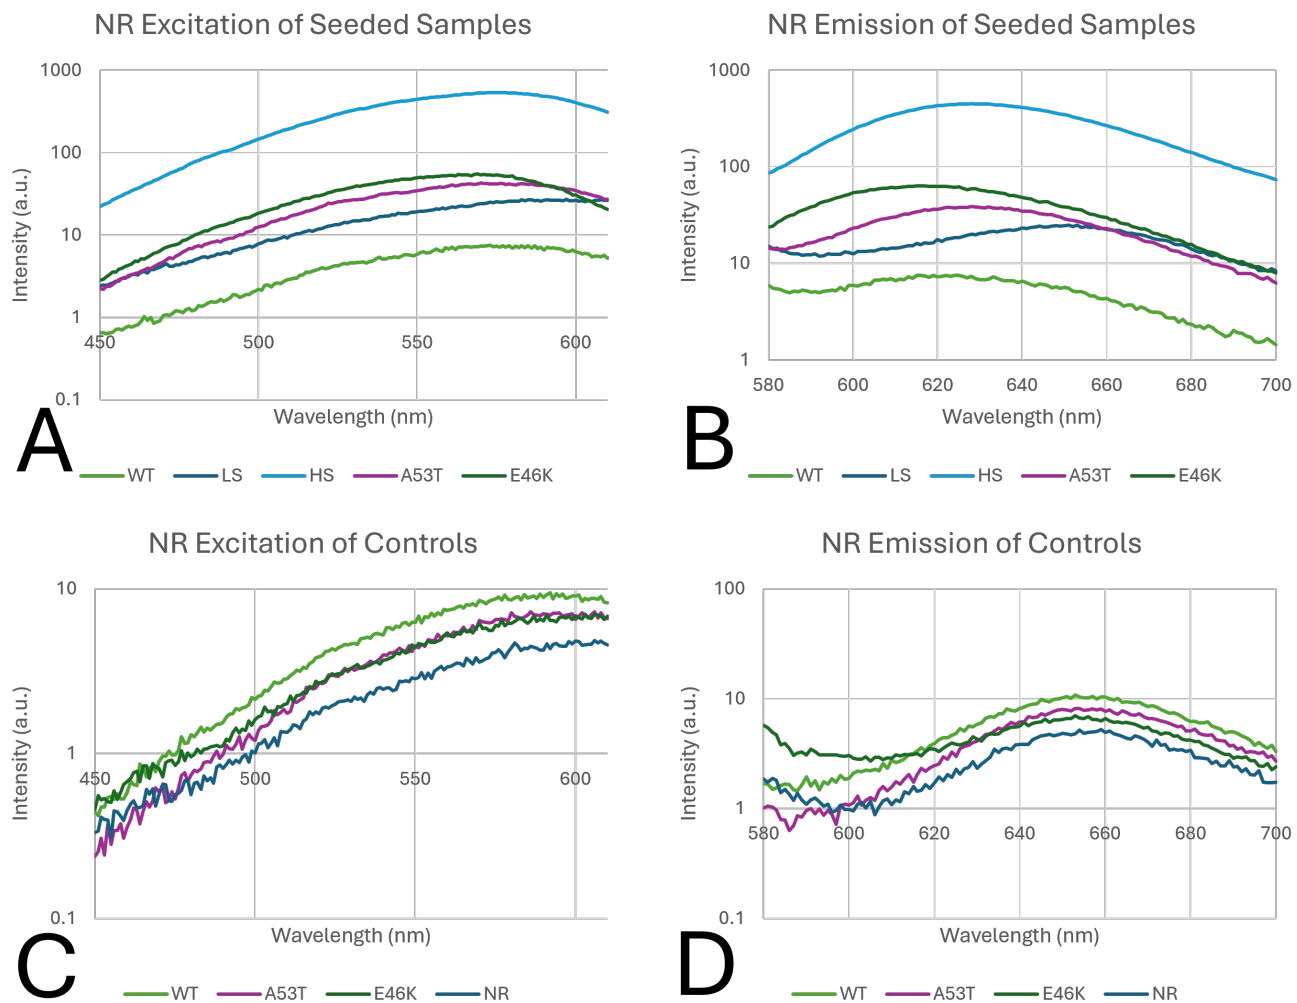 NR Excitation of Seeded Samples
1000
100
10
1
0.1
450 500 550 600
Intensity (a.u.)
Wavelength (nm)
A
WT LS HS A53T E46K
NR Emission of Seeded Samples
1000
100
10
1
580 600 620 640 660 680 700
Intensity (a.u.)
Wavelength (nm)
B
WT LS HS A53T E46K
NR Excitation of Controls
10
1
0.1
450 500 550 600
Intensity (a.u.)
Wavelength (nm)
C
WT A53T E46K NR
NR Emission of Controls
100
10
1
0.1
580 600 620 640 660 680 700
Intensity (a.u.)
Wavelength (nm)
D
WT A53T E46K NR